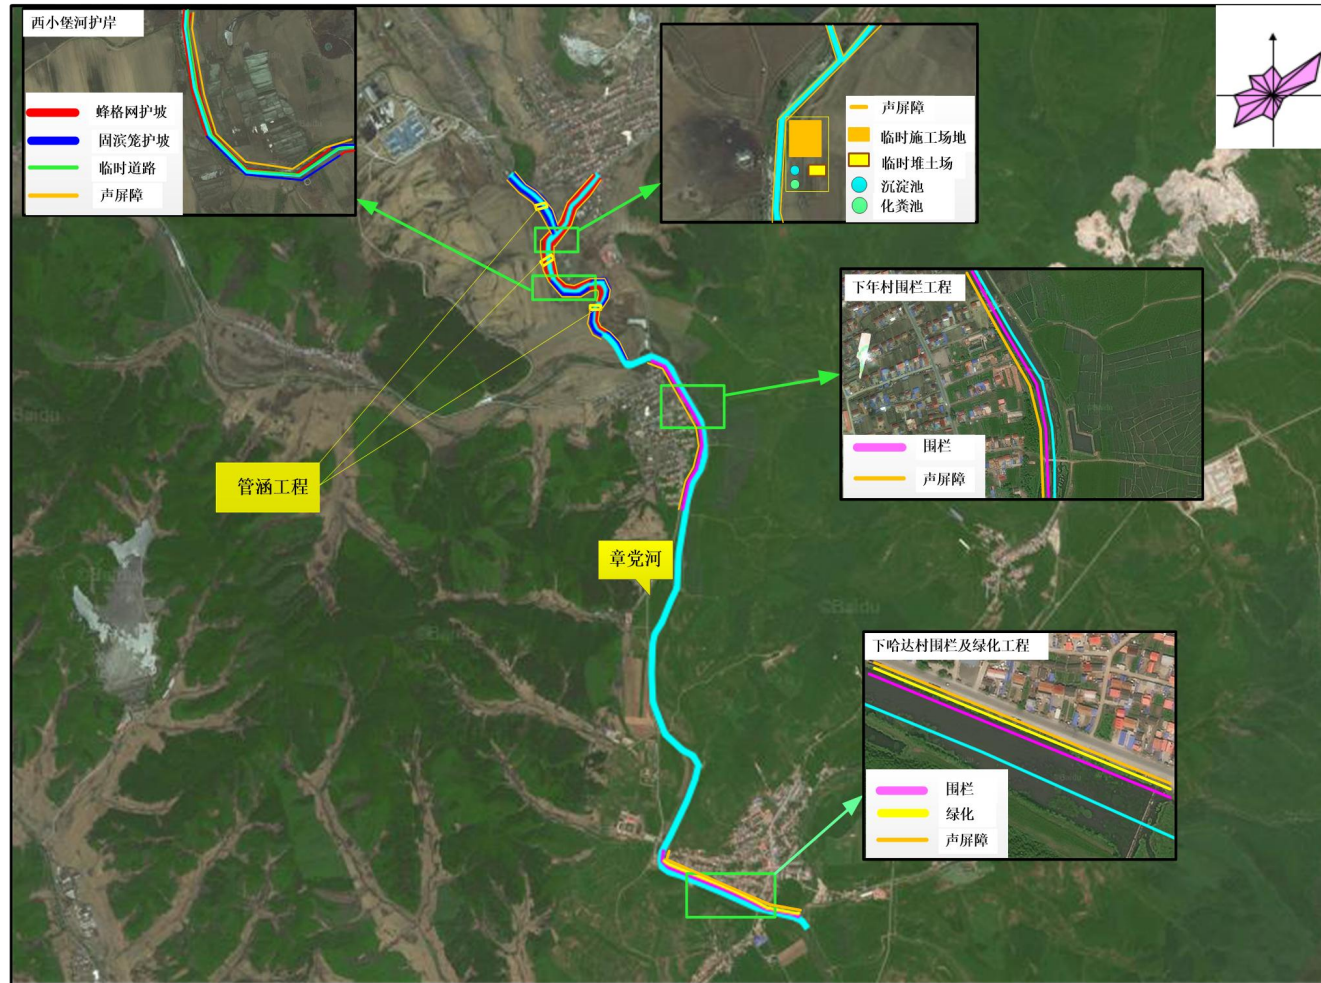 西小堡河护岸
蜂格网护坡
固滨笼护坡
临时道路
声屏障
声屏障
临时施工场地
临时堆土场
沉淀池
化粪池
下年村围栏工程
围栏
声屏障
管涵工程
章党河
下哈达村围栏及绿化工程
围栏
绿化
声屏障
Baidu
©Baidu